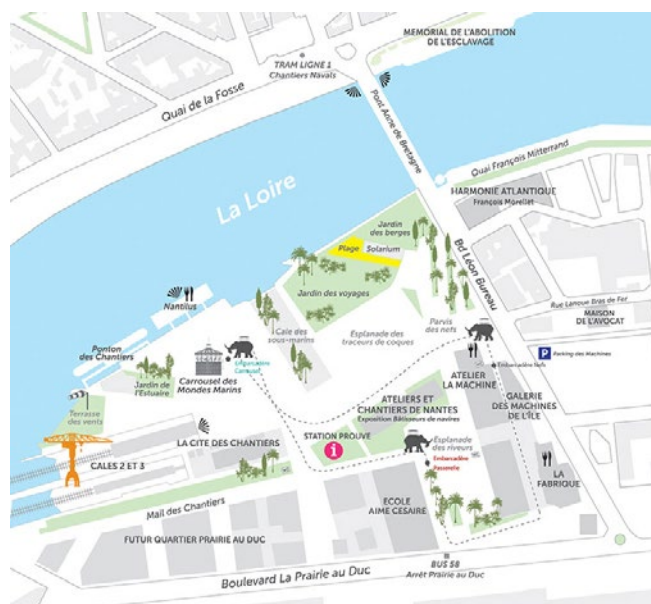 MEMORIAL DE L'ABOLITION
DE L'ESCLAVAGE
TRAM LIGNE 1
Chantiers Navals
Quai de la Fosse
Pont Anne de Bretagne
Quai François Mitterrand
La Loire
HARMONIE ATLANTIQUE
François Morellet
Jardin
des berges
Plage
Solarium
Bd Léon Bureau
Jardin des voyages
Nantilus
Rue Lanoue Bras de Fer
MAISON
DE L'AVOCAT
Parvis
des nefs
Cale des
sous-marins
Esplanade des
traceurs de coques
Ponton
des Chantiers
Embarcadère
Carrousel
P
Parking des Machines
Embarcadère Nefs
Jardin de
l'Estuaire
Carrousel des
Mondes Marins
ATELIER
LA MACHINE
GALERIE
DES MACHINES
DE L'ÎLE
Terrasse
des vents
ATELIERS ET
CHANTIERS DE NANTES
Exposition Bâtisseurs de navires
LA CITE DES CHANTIERS
STATION PROUVE
i
Esplanade
des riveurs
Embarcadère
Passerelle
CALES 2 ET 3
LA
FABRIQUE
Mail des Chantiers
ECOLE
AIME CESAIRE
FUTUR QUARTIER PRAIRIE AU DUC
BUS 58
Arrêt Prairie au Duc
Boulevard La Prairie au Duc